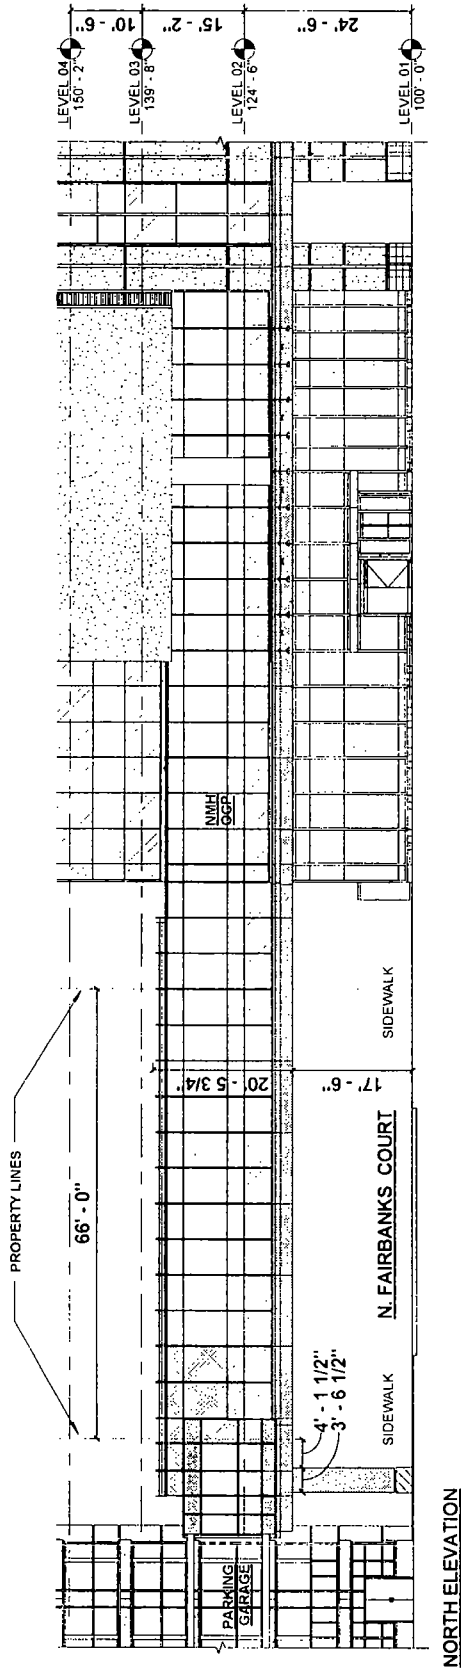 LEVEL 04
150' - 2"
10' - 6"
LEVEL 03
139' - 8"
15' - 2"
LEVEL 02
124' - 6"
24' - 6"
LEVEL 01
100' - 0"
PROPERTY LINES
66' - 0"
NMH
OGP
20' - 5 3/4"
17' - 6"
SIDEWALK
N. FAIRBANKS COURT
SIDEWALK
4' - 1 1/2"
3' - 6 1/2"
PARKING
GARAGE
NORTH ELEVATION